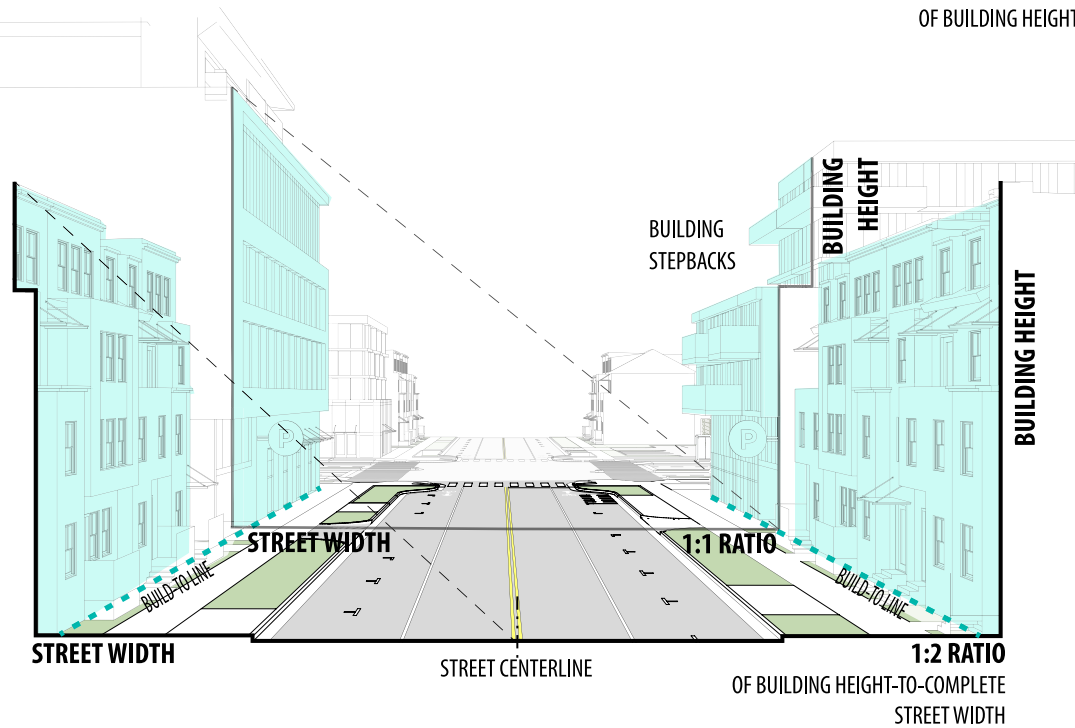 OF BUILDING HEIGHT
BUILDING
HEIGHT
BUILDING
STEPBACKS
BUILDING HEIGHT
P
P
STREET WIDTH
1:1 RATIO
BUILD-TO LINE
BUILD-TO LINE
STREET WIDTH
STREET CENTERLINE
1:2 RATIO
OF BUILDING HEIGHT-TO-COMPLETE
STREET WIDTH